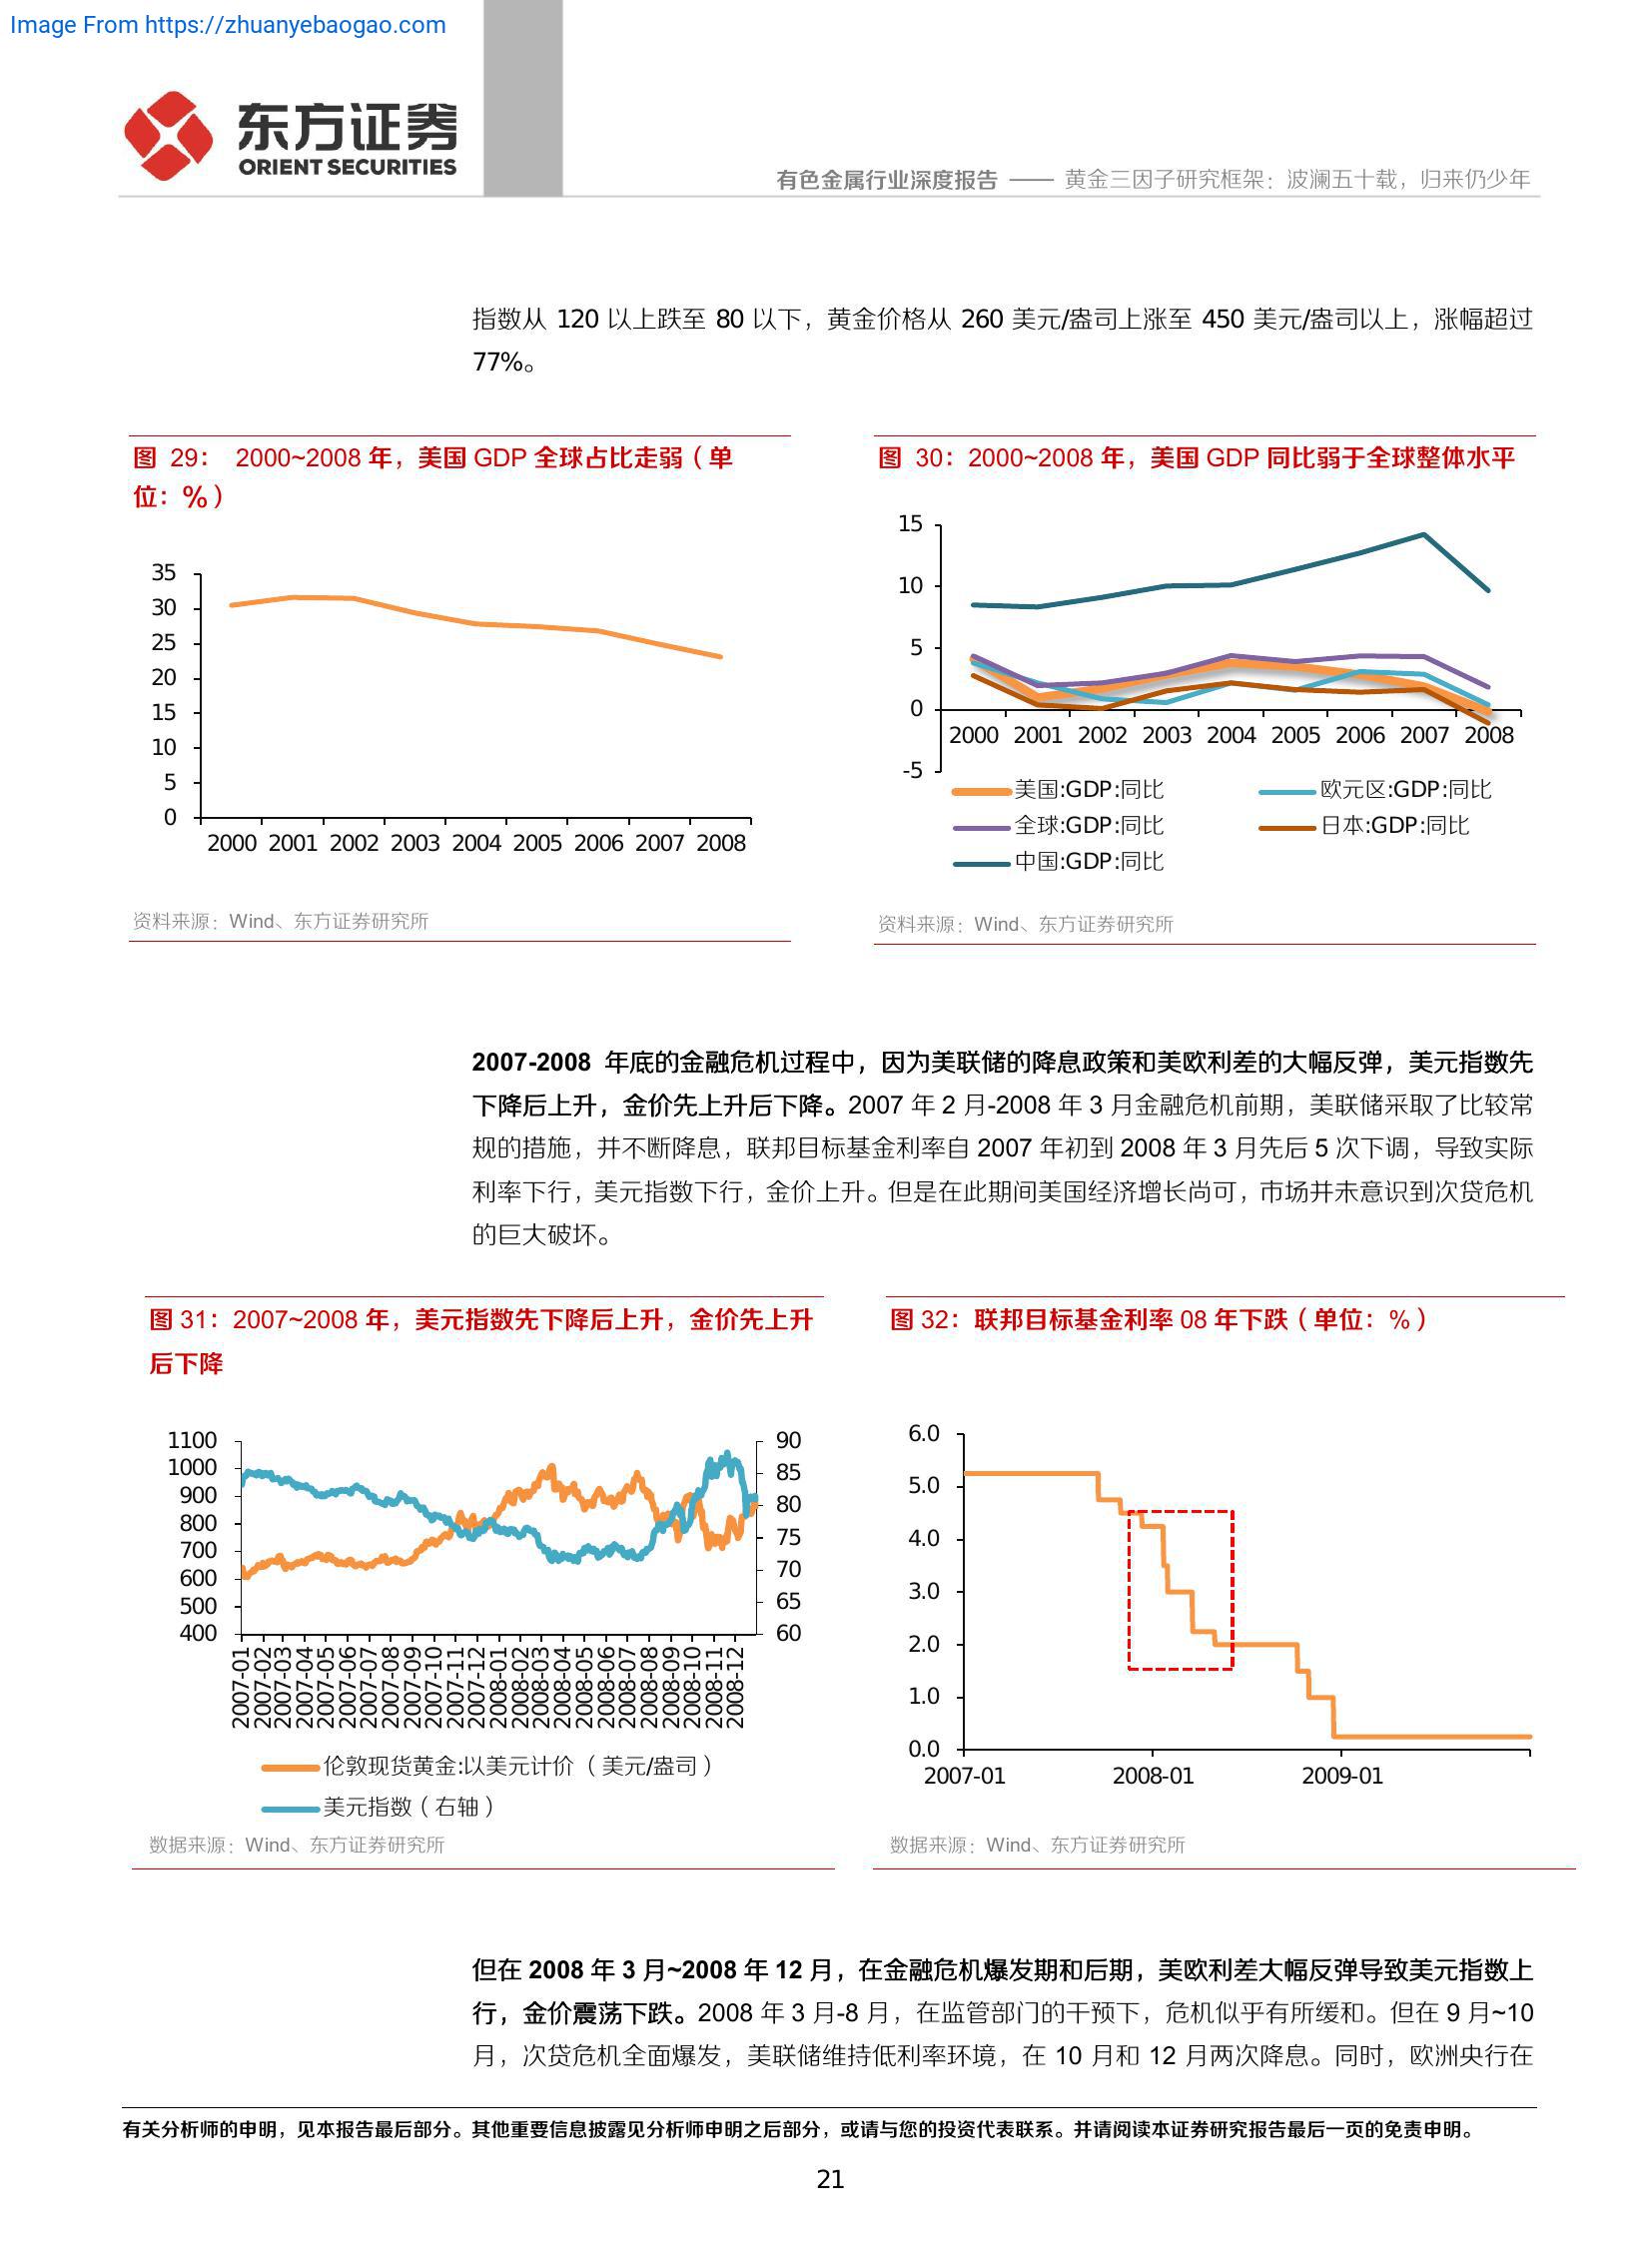 Image From https://zhuanyebaogao.com
东方证券
ORIENT SECURITIES
有色金属行业深度报告 —— 黄金三因子研究框架：波澜五十载，归来仍少年
指数从 120 以上跌至 80 以下，黄金价格从 260 美元/盎司上涨至 450 美元/盎司以上，涨幅超过
77%。
图 29： 2000~2008 年，美国 GDP 全球占比走弱（单
位：%）
35
30
25
20
15
10
5
0
2000 2001 2002 2003 2004 2005 2006 2007 2008
资料来源：Wind、东方证券研究所
图 30：2000~2008 年，美国 GDP 同比弱于全球整体水平
15
10
5
0
-5
2000 2001 2002 2003 2004 2005 2006 2007 2008
美国:GDP:同比 欧元区:GDP:同比
全球:GDP:同比 日本:GDP:同比
中国:GDP:同比
资料来源：Wind、东方证券研究所
2007-2008 年底的金融危机过程中，因为美联储的降息政策和美欧利差的大幅反弹，美元指数先
下降后上升，金价先上升后下降。2007 年 2 月-2008 年 3 月金融危机前期，美联储采取了比较常
规的措施，并不断降息，联邦目标基金利率自 2007 年初到 2008 年 3 月先后 5 次下调，导致实际
利率下行，美元指数下行，金价上升。但是在此期间美国经济增长尚可，市场并未意识到次贷危机
的巨大破坏。
图 31：2007~2008 年，美元指数先下降后上升，金价先上升
后下降
1100
1000
900
800
700
600
500
400
90
85
80
75
70
65
60
2007-01
2007-02
2007-03
2007-04
2007-05
2007-06
2007-07
2007-08
2007-09
2007-10
2007-11
2007-12
2008-01
2008-02
2008-03
2008-04
2008-05
2008-06
2008-07
2008-08
2008-09
2008-10
2008-11
2008-12
伦敦现货黄金:以美元计价（美元/盎司）
美元指数（右轴）
数据来源：Wind、东方证券研究所
图 32：联邦目标基金利率 08 年下跌（单位：%）
6.0
5.0
4.0
3.0
2.0
1.0
0.0
2007-01 2008-01 2009-01
数据来源：Wind、东方证券研究所
但在 2008 年 3 月~2008 年 12 月，在金融危机爆发期和后期，美欧利差大幅反弹导致美元指数上
行，金价震荡下跌。2008 年 3 月-8 月，在监管部门的干预下，危机似乎有所缓和。但在 9 月~10
月，次贷危机全面爆发，美联储维持低利率环境，在 10 月和 12 月两次降息。同时，欧洲央行在
有关分析师的申明，见本报告最后部分。其他重要信息披露见分析师申明之后部分，或请与您的投资代表联系。并请阅读本证券研究报告最后一页的免责申明。
21